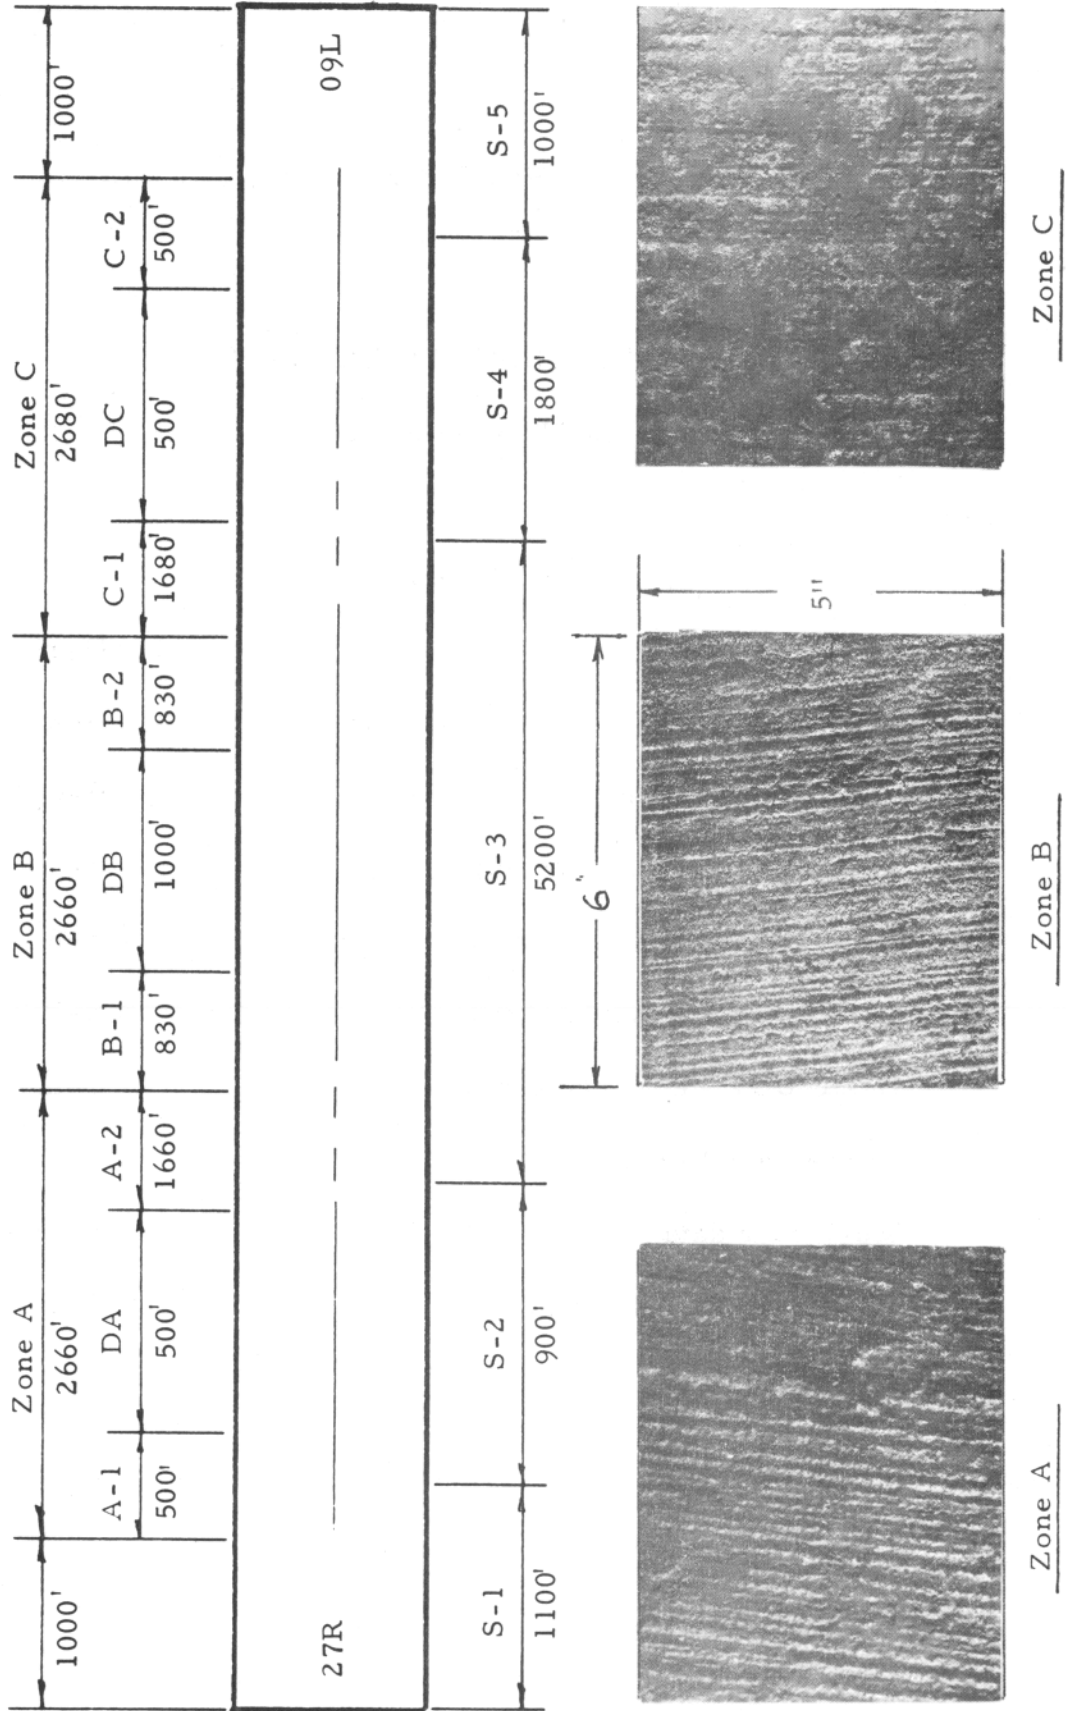 Zone A
Zone B
Zone C
1000'
2660'
2660'
2680'
1000'
A-1
DA
A-2
B-1
DB
B-2
C-1
DC
C-2
500'
500'
1660'
830'
1000'
830'
1680'
500'
500'
27R
09L
S-1
S-2
S-3
S-4
S-5
1100'
900'
5200'
1800'
1000'
6"
5"
Zone A
Zone B
Zone C